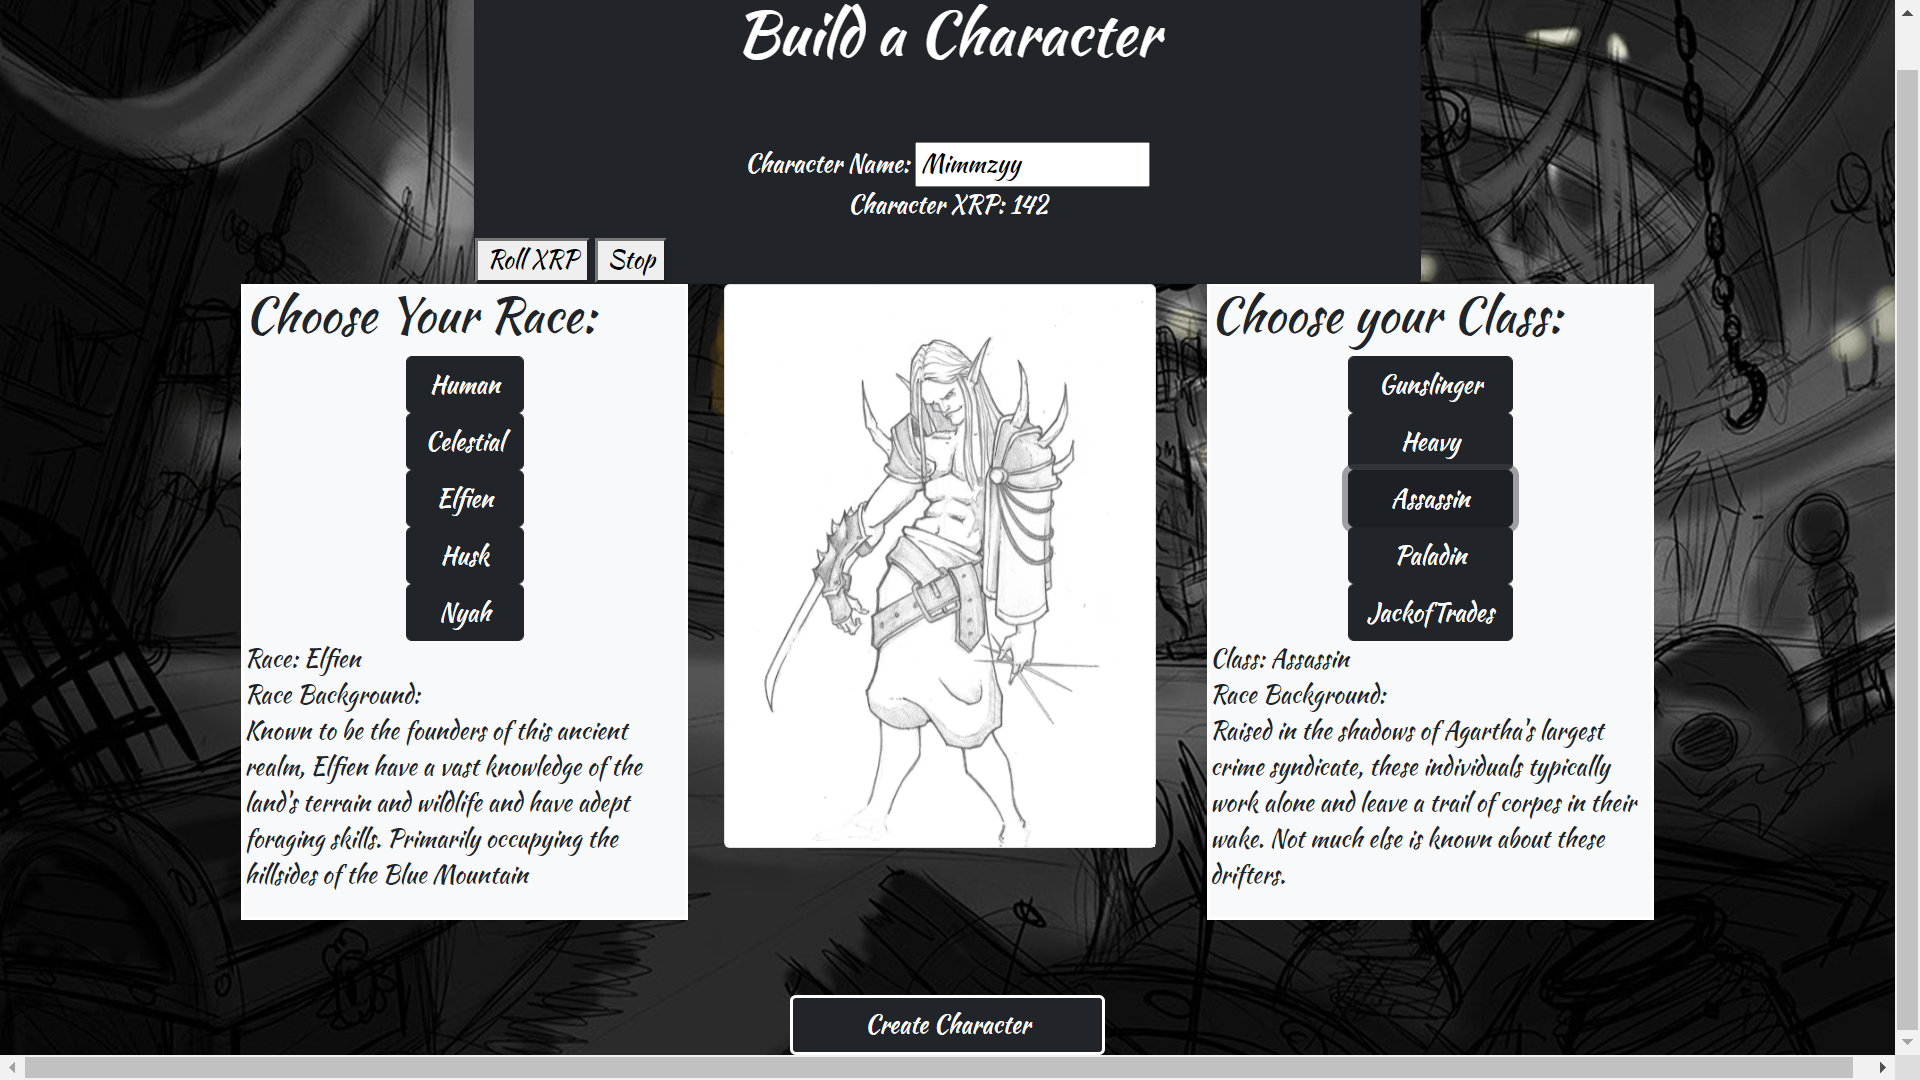 Build a Character
Character Name: Mimmzyy
Character XRP: 142
Roll XRP Stop
Choose Your Race:
Human
Celestial
Elfien
Husk
Nyah
Race: Elfien
Race Background:
Known to be the founders of this ancient
realm, Elfien have a vast knowledge of the
land's terrain and wildlife and have adept
foraging skills. Primarily occupying the
hillsides of the Blue Mountain
Choose your Class:
Gunslinger
Heavy
Assassin
Paladin
JackofTrades
Class: Assassin
Race Background:
Raised in the shadows of Agartha's largest
crime syndicate, these individuals typically
work alone and leave a trail of corpes in their
wake. Not much else is known about these
drifters.
Create Character